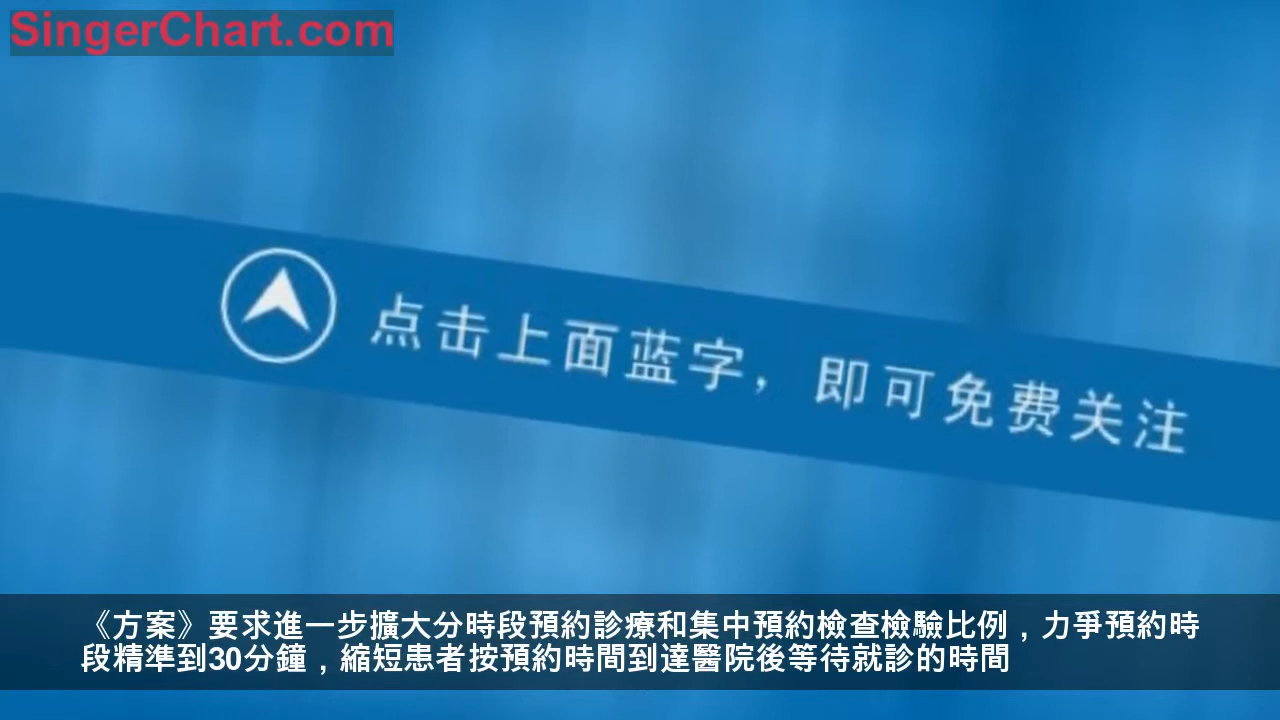 SingerChart.com
点击上面蓝字，即可免费关注
《方案》要求進一步擴大分時段預約診療和集中預約檢查檢驗比例，力爭預約時
段精準到30分鐘，縮短患者按預約時間到達醫院後等待就診的時間